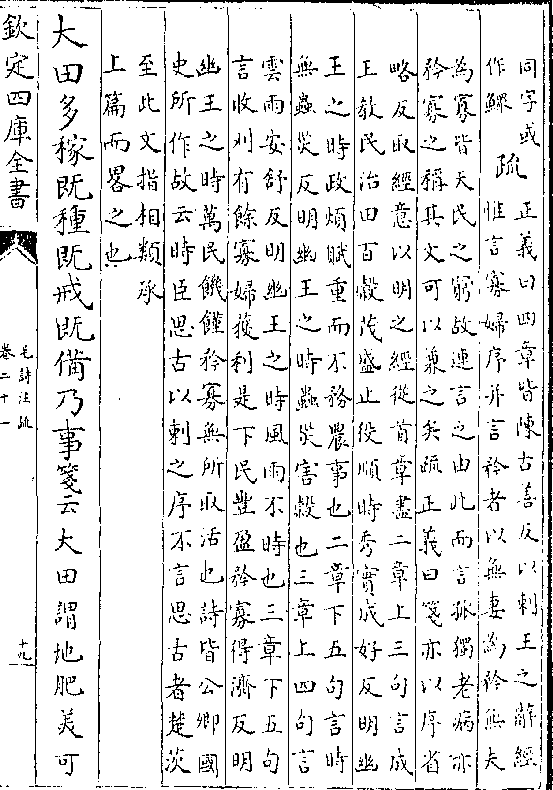 同字或
作鰥
疏
正義曰四章皆陳古善反以刺王之辭經
惟言寡婦序并言矜者以無妻為矜無夫
為寡皆天民之窮故連言之由此而言孤獨老病亦
矜寡之稱其文可以兼之矣疏正義曰箋亦以序省
略反取經意以明之經從首章盡二章上三句言成
王教民治田百穀茂盛止役順時秀實成好反明幽
王之時政煩賦重而不務農事也二章下五句言時
無蟲災反明幽王之時蟲災害穀也三章上四句言
雲雨安舒反明幽王之時風雨不時也三章下五句
言收刈有餘寡婦獲利是下民豐盈矜寡得濟反明
幽王之時萬民饑饉矜寡無所取活也詩皆公卿國
史所作故云時臣思古以刺之序不言思古者楚茨
至此文指相類承
上篇而畧之也
大田多稼既種既戒既備乃事箋云大田謂地肥美可
欽定四庫全書
毛詩注疏
卷二十一
十九